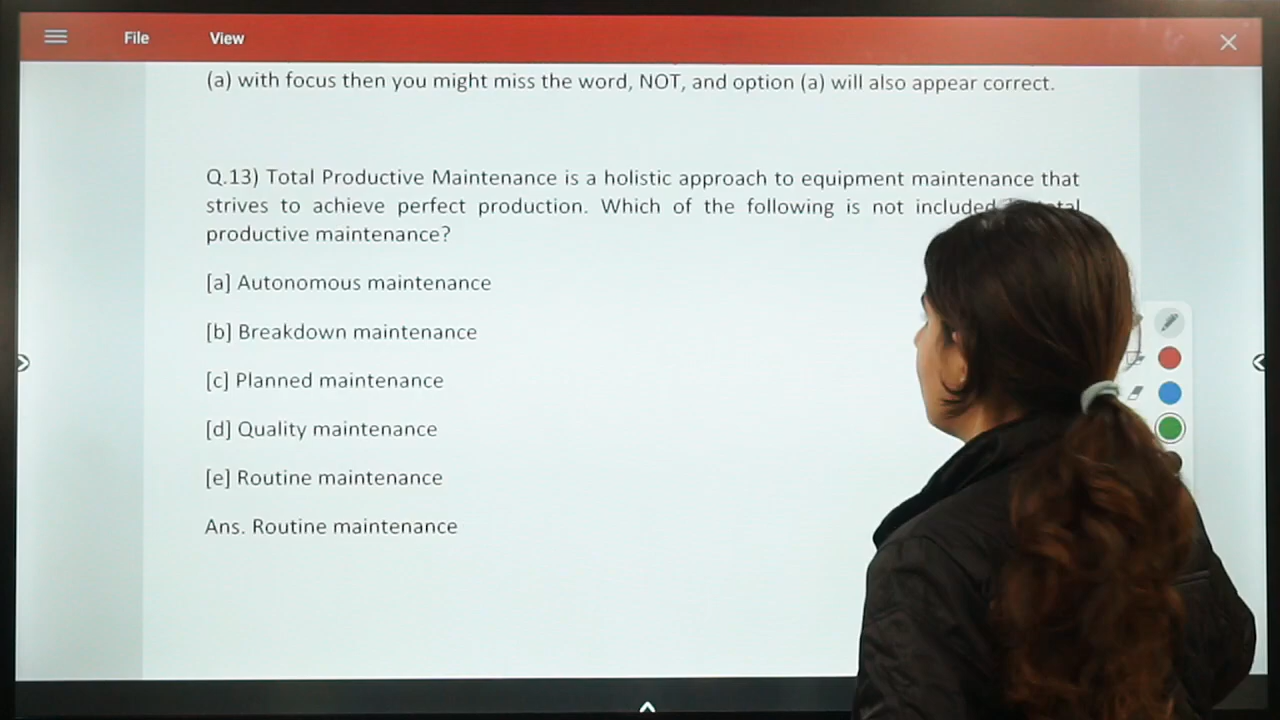 File View
(a) with focus then you might miss the word, NOT, and option (a) will also appear correct.
Q.13) Total Productive Maintenance is a holistic approach to equipment maintenance that
strives to achieve perfect production. Which of the following is not included total
productive maintenance?
[a] Autonomous maintenance
[b] Breakdown maintenance
[c] Planned maintenance
[d] Quality maintenance
[e] Routine maintenance
Ans. Routine maintenance